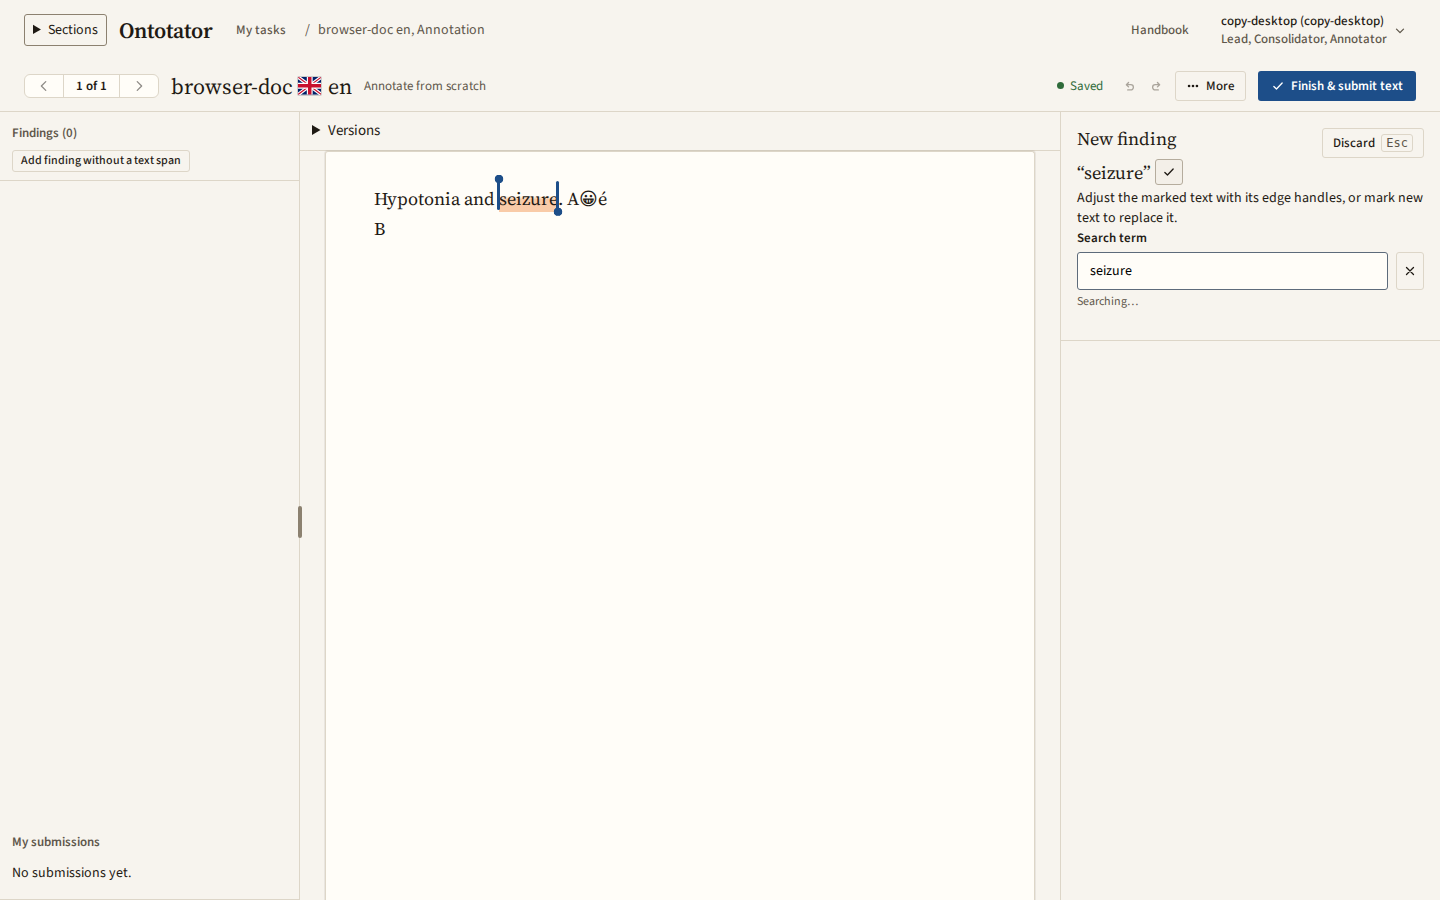 Sections
Ontotator
My tasks / browser-doc en, Annotation
Handbook
copy-desktop (copy-desktop)
Lead, Consolidator, Annotator
1 of 1
browser-doc 🇬🇧 en
Annotate from scratch
Saved
More
Finish & submit text
Findings (0)
Add finding without a text span
Versions
Hypotonia and seizure. A😀é
B
New finding
Discard Esc
“seizure”
Adjust the marked text with its edge handles, or mark new
text to replace it.
Search term
seizure
Searching…
My submissions
No submissions yet.